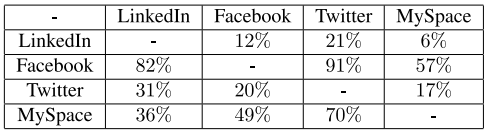 - LinkedIn Facebook Twitter MySpace
LinkedIn - 12% 21% 6%
Facebook 82% - 91% 57%
Twitter 31% 20% - 17%
MySpace 36% 49% 70% -